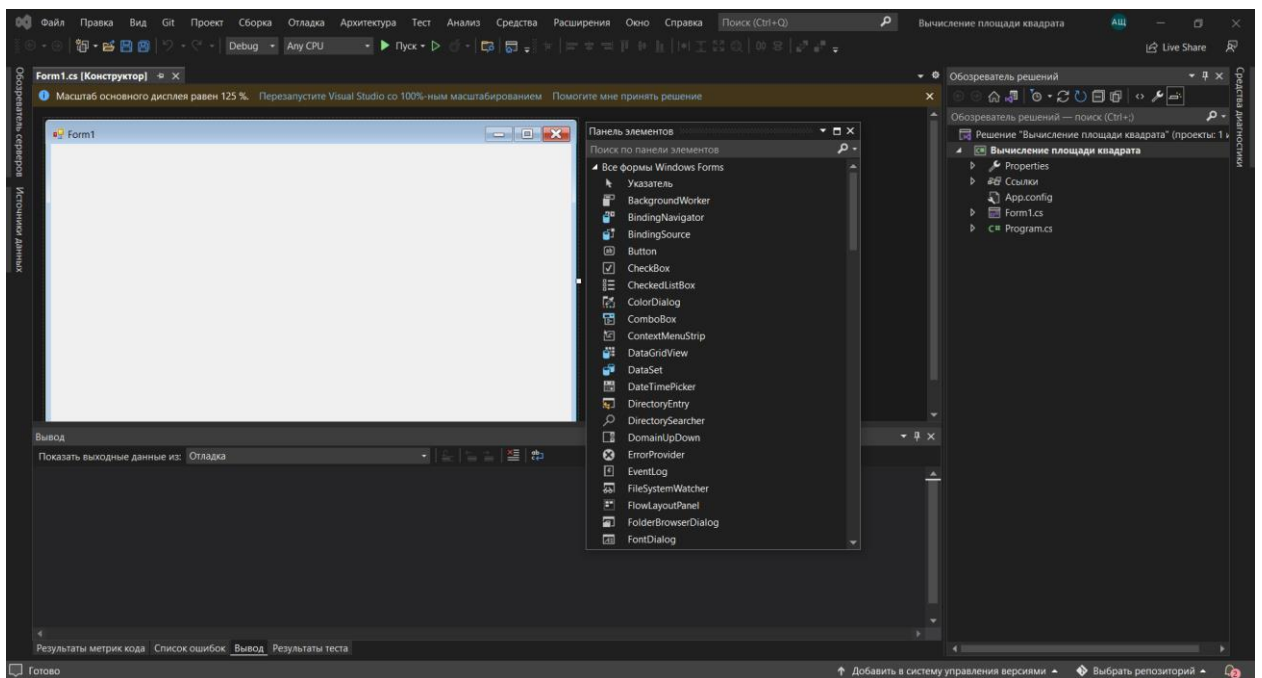 Файл Правка Вид Git Проект Сборка Отладка Архитектура Тест Анализ Средства Расширения Окно Справка Поиск (Ctrl+Q) Вычисление площади квадрата АЩ
Debug Any CPU Пуск Live Share
Обозреватель серверов
Источники данных
Form1.cs [Конструктор]
Масштаб основного дисплея равен 125 %. Перезапустите Visual Studio со 100%-ным масштабированием Помогите мне принять решение
Form1
Панель элементов
Поиск по панели элементов
Все формы Windows Forms
Указатель
BackgroundWorker
BindingNavigator
BindingSource
Button
CheckBox
CheckedListBox
ColorDialog
ComboBox
ContextMenuStrip
DataGridView
DataSet
DateTimePicker
DirectoryEntry
DirectorySearcher
DomainUpDown
ErrorProvider
EventLog
FileSystemWatcher
FlowLayoutPanel
FolderBrowserDialog
FontDialog
Обозреватель решений
Обозреватель решений — поиск (Ctrl+;)
Решение "Вычисление площади квадрата" (проекты: 1 и
Вычисление площади квадрата
Properties
Ссылки
App.config
Form1.cs
C# Program.cs
Средства диагностики
Вывод
Показать выходные данные из: Отладка
Результаты метрик кода Список ошибок Вывод Результаты теста
Готово Добавить в систему управления версиями Выбрать репозиторий 2